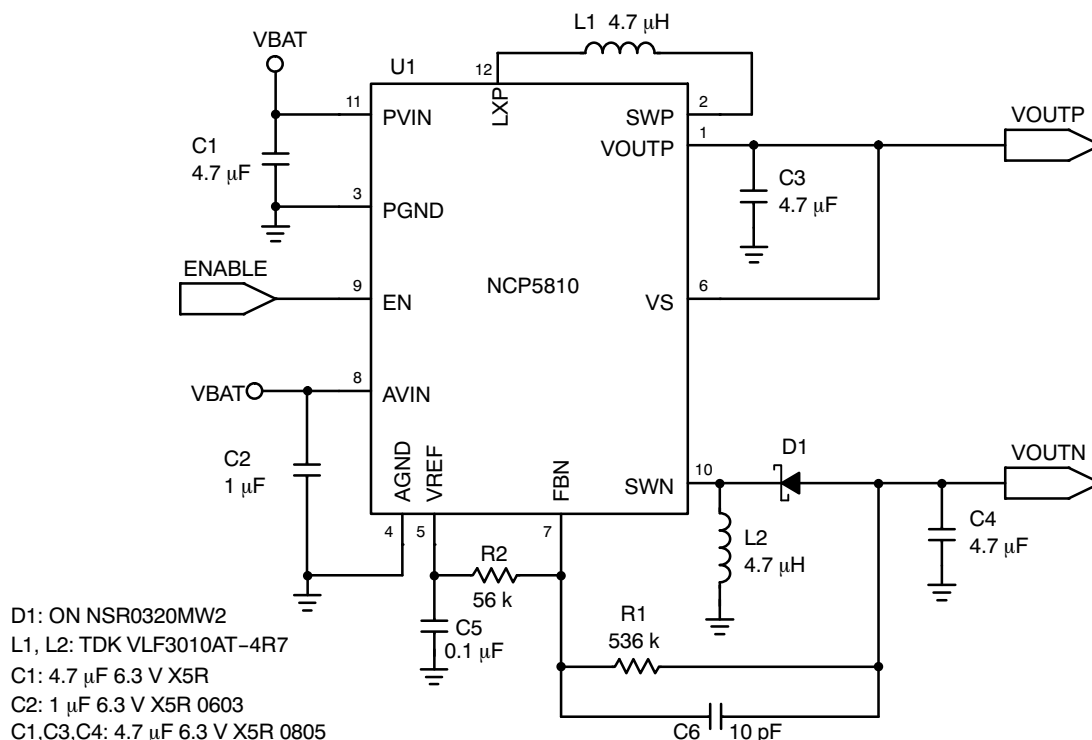 L1 4.7 μH
VBAT
U1
12
LXP
11
PVIN
2
SWP
1
VOUTP
VOUTP
C1
4.7 μF
C3
4.7 μF
3
PGND
ENABLE
NCP5810
9
EN
6
VS
VBAT
8
AVIN
D1
VOUTN
C2
1 μF
AGND
VREF
FBN
10
SWN
4
5
7
L2
4.7 μH
C4
4.7 μF
R2
56 k
R1
536 k
C5
0.1 μF
C6
10 pF
D1: ON NSR0320MW2
L1, L2: TDK VLF3010AT−4R7
C1: 4.7 μF 6.3 V X5R
C2: 1 μF 6.3 V X5R 0603
C1,C3,C4: 4.7 μF 6.3 V X5R 0805